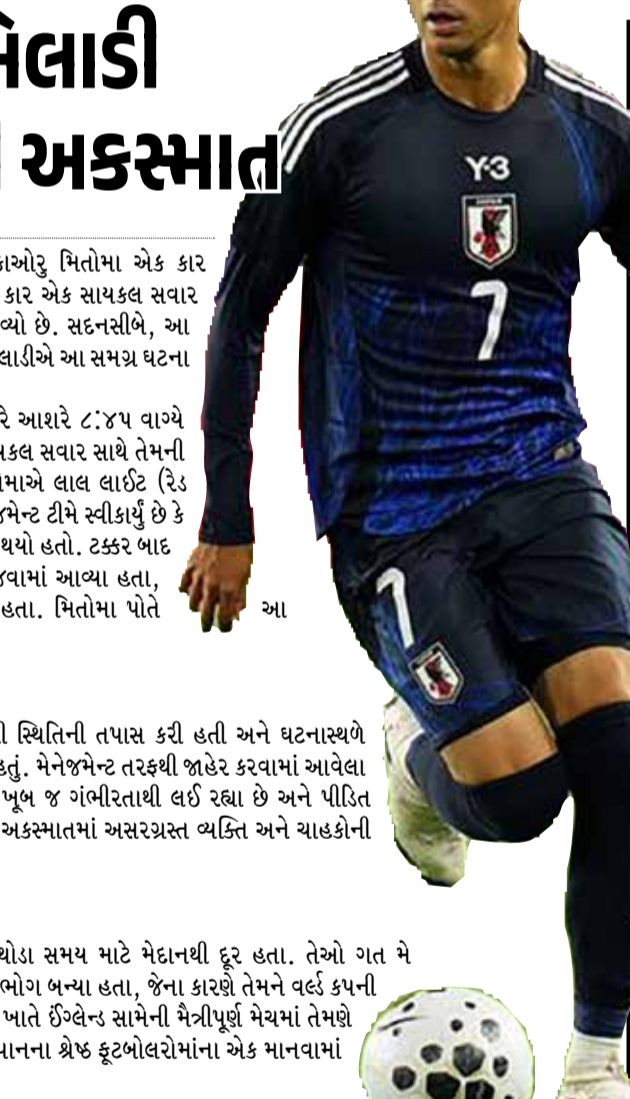 ખેલાડી
અકસ્માત
કાઓરુ મિતોમા એક કાર
કાર એક સાયકલ સવાર
વ્યો છે. સદનસીબે, આ
લાડીએ આ સમગ્ર ઘટના
રે આશરે ૮:૪૫ વાગ્યે
યકલ સવાર સાથે તેમની
ોમાએ લાલ લાઈટ (રેડ
જમેન્ટ ટીમે સ્વીકાર્યું છે કે
થયો હતો. ટક્કર બાદ
વામાં આવ્યા હતા,
હતા. મિતોમા પોતે આ
સ્થિતિની તપાસ કરી હતી અને ઘટનાસ્થળે
હતું. મેનેજમેન્ટ તરફથી જાહેર કરવામાં આવેલા
ખૂબ જ ગંભીરતાથી લઈ રહ્યા છે અને પીડિત
અકસ્માતમાં અસરગ્રસ્ત વ્યક્તિ અને ચાહકોની
થોડા સમય માટે મેદાનથી દૂર હતા. તેઓ ગત મે
ભોગ બન્યા હતા, જેના કારણે તેમને વર્લ્ડ કપની
ખાતે ઈંગ્લેન્ડ સામેની મૈત્રીપૂર્ણ મેચમાં તેમણે
પાનના શ્રેષ્ઠ ફૂટબોલરોમાંના એક માનવામાં
Y-3
7
7